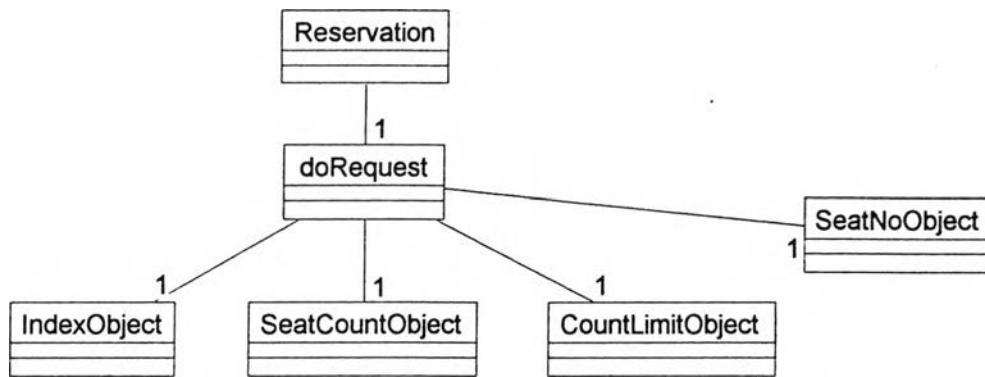 Reservation
1
doRequest
SeatNoObject
1
1
1
1
IndexObject
SeatCountObject
CountLimitObject